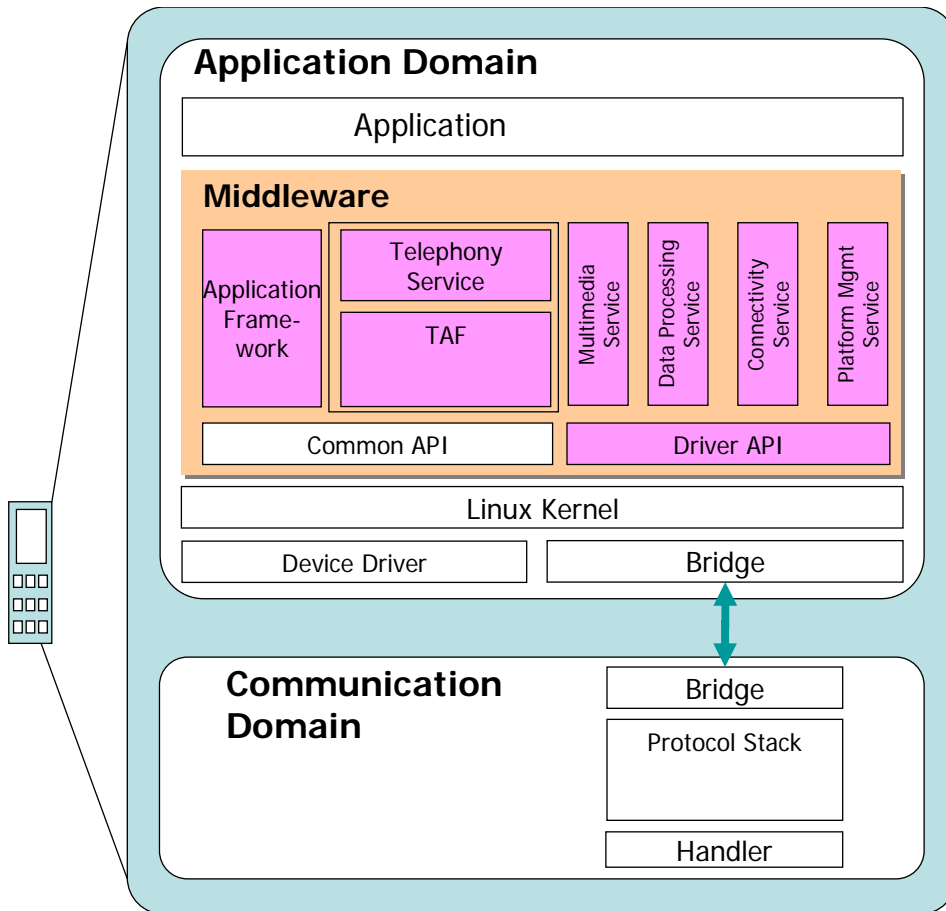 Application Domain
Application
Middleware
Application
Frame-
work
Telephony
Service
TAF
Multimedia
Service
Data Processing
Service
Connectivity
Service
Platform Mgmt
Service
Common API
Driver API
Linux Kernel
Device Driver
Bridge
Communication
Domain
Bridge
Protocol Stack
Handler